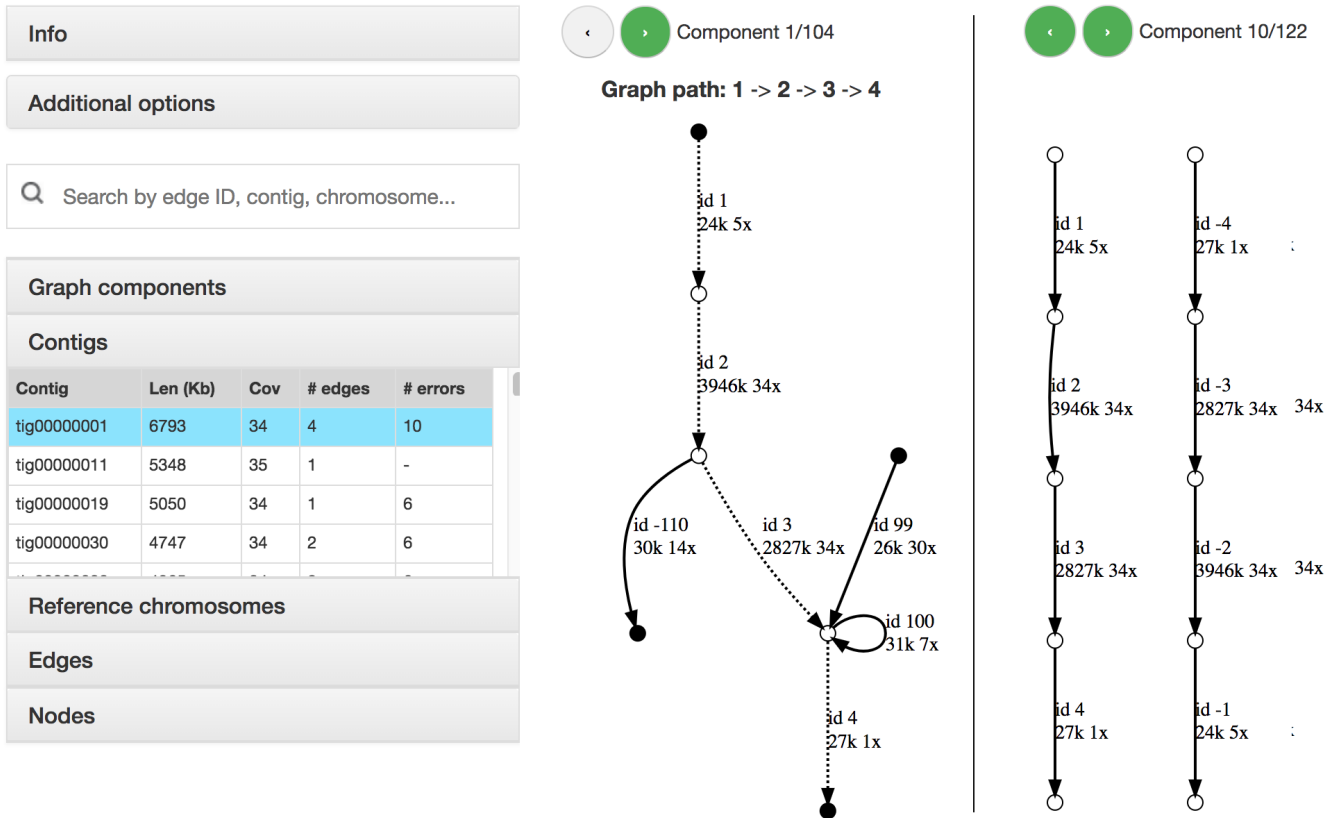 Info
Additional options
Search by edge ID, contig, chromosome...
Graph components
Contigs
Contig Len (Kb) Cov # edges # errors
tig00000001 6793 34 4 10
tig00000011 5348 35 1 -
tig00000019 5050 34 1 6
tig00000030 4747 34 2 6
Reference chromosomes
Edges
Nodes
‹ › Component 1/104
Graph path: 1 -> 2 -> 3 -> 4
id 1
24k 5x
id 2
3946k 34x
id -110
30k 14x
id 3
2827k 34x
id 99
26k 30x
id 100
31k 7x
id 4
27k 1x
‹ › Component 10/122
id 1
24k 5x
id 2
3946k 34x
id 3
2827k 34x
id 4
27k 1x
id -4
27k 1x
id -3
2827k 34x
34x
id -2
3946k 34x
34x
id -1
24k 5x